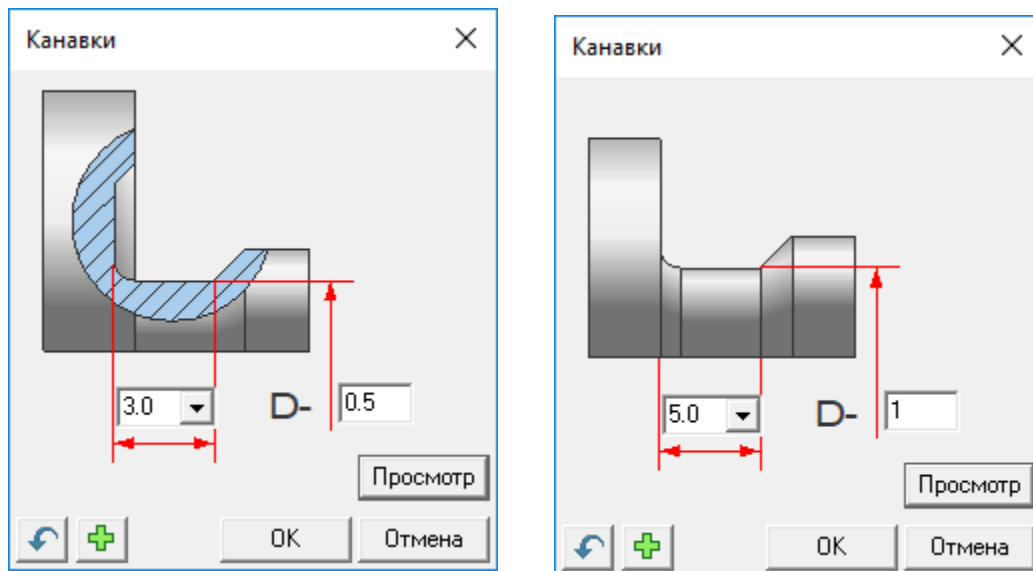 Канавки
3.0
D-
0.5
Просмотр
OK
Отмена
Канавки
5.0
D-
1
Просмотр
OK
Отмена